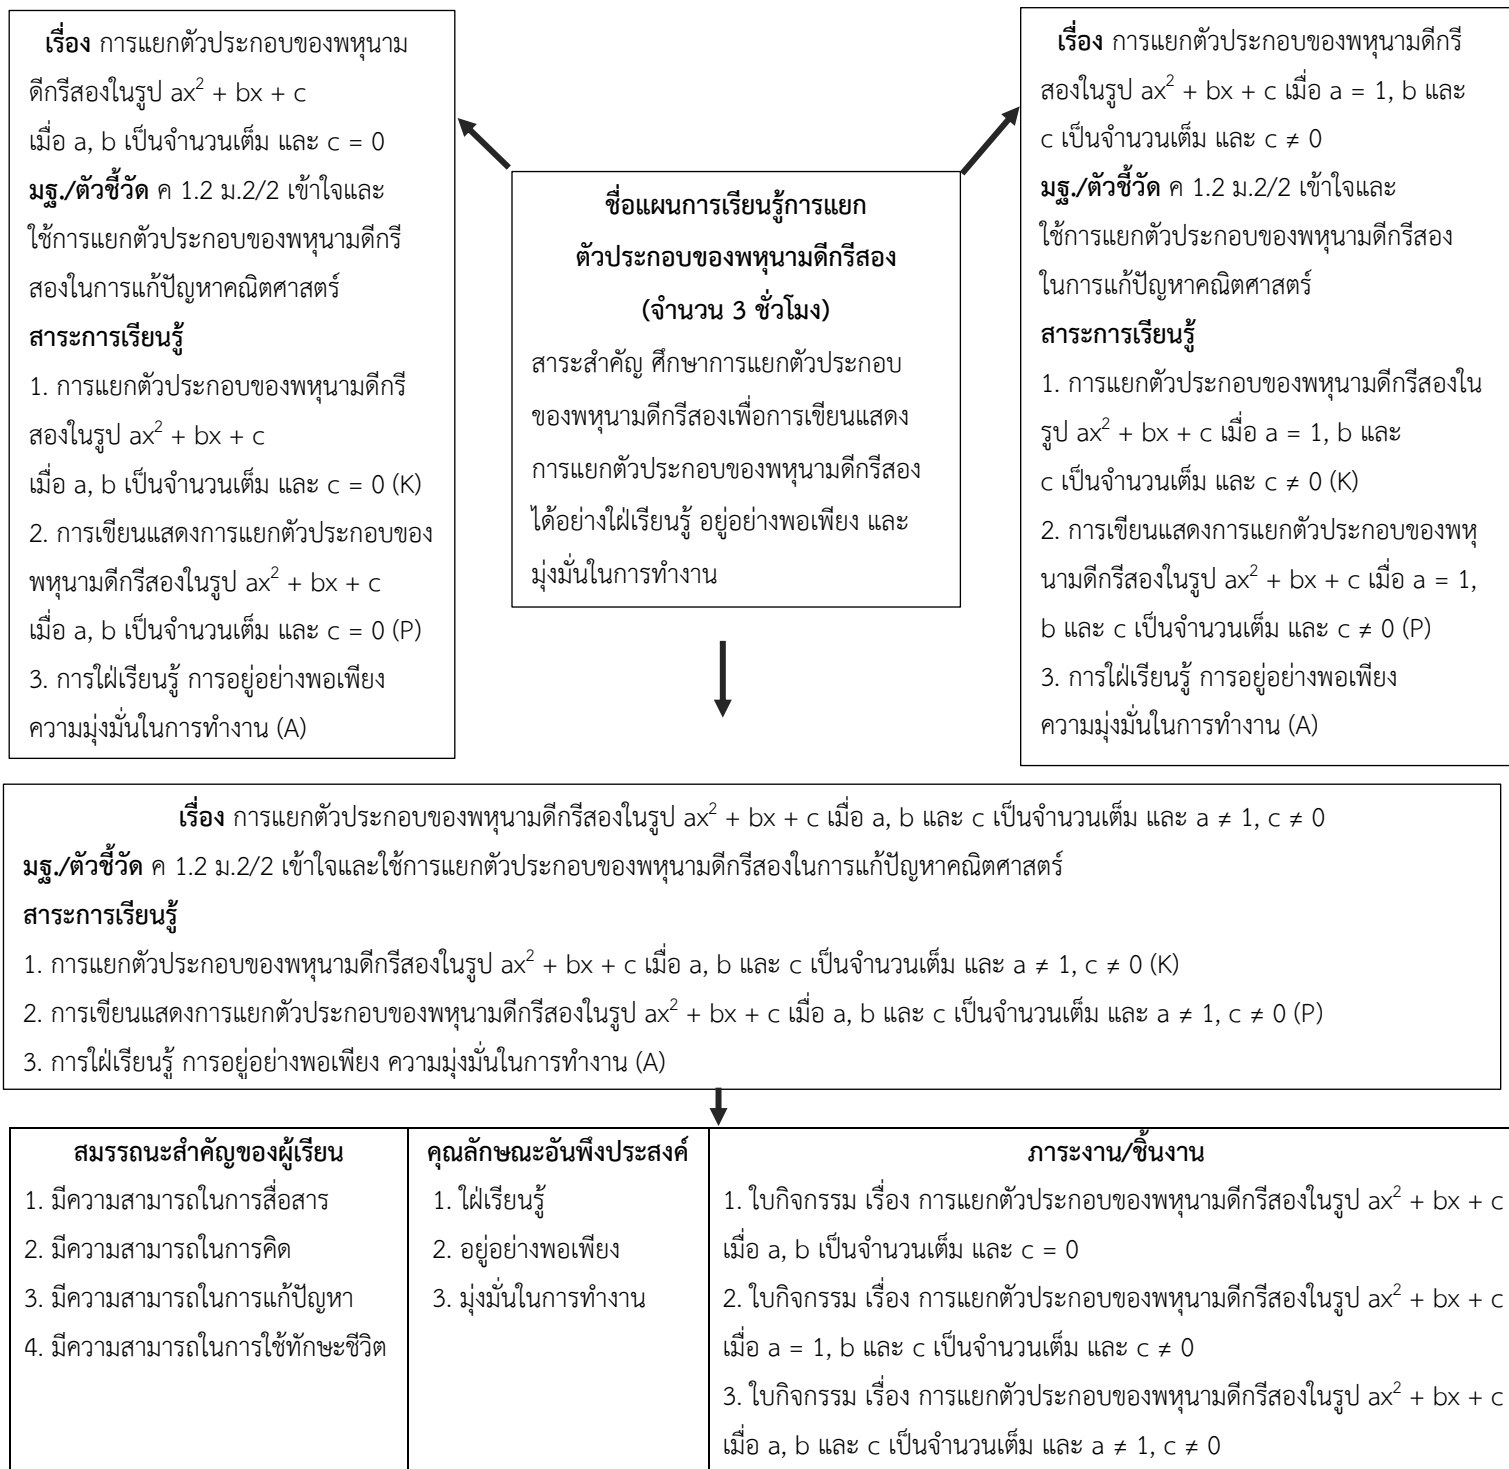 เรื่อง การแยกตัวประกอบของพหุนาม
ดีกรีสองในรูป ax² + bx + c
เมื่อ a, b เป็นจำนวนเต็ม และ c = 0
มฐ./ตัวชี้วัด ค 1.2 ม.2/2 เข้าใจและ
ใช้การแยกตัวประกอบของพหุนามดีกรี
สองในการแก้ปัญหาคณิตศาสตร์
สาระการเรียนรู้
1. การแยกตัวประกอบของพหุนามดีกรี
สองในรูป ax² + bx + c
เมื่อ a, b เป็นจำนวนเต็ม และ c = 0 (K)
2. การเขียนแสดงการแยกตัวประกอบของ
พหุนามดีกรีสองในรูป ax² + bx + c
เมื่อ a, b เป็นจำนวนเต็ม และ c = 0 (P)
3. การใฝ่เรียนรู้ การอยู่อย่างพอเพียง
ความมุ่งมั่นในการทำงาน (A)
ชื่อแผนการเรียนรู้การแยก
ตัวประกอบของพหุนามดีกรีสอง
(จำนวน 3 ชั่วโมง)
สาระสำคัญ ศึกษาการแยกตัวประกอบ
ของพหุนามดีกรีสองเพื่อการเขียนแสดง
การแยกตัวประกอบของพหุนามดีกรีสอง
ได้อย่างใฝ่เรียนรู้ อยู่อย่างพอเพียง และ
มุ่งมั่นในการทำงาน
เรื่อง การแยกตัวประกอบของพหุนามดีกรี
สองในรูป ax² + bx + c เมื่อ a = 1, b และ
c เป็นจำนวนเต็ม และ c ≠ 0
มฐ./ตัวชี้วัด ค 1.2 ม.2/2 เข้าใจและ
ใช้การแยกตัวประกอบของพหุนามดีกรีสอง
ในการแก้ปัญหาคณิตศาสตร์
สาระการเรียนรู้
1. การแยกตัวประกอบของพหุนามดีกรีสองใน
รูป ax² + bx + c เมื่อ a = 1, b และ
c เป็นจำนวนเต็ม และ c ≠ 0 (K)
2. การเขียนแสดงการแยกตัวประกอบของพหุ
นามดีกรีสองในรูป ax² + bx + c เมื่อ a = 1,
b และ c เป็นจำนวนเต็ม และ c ≠ 0 (P)
3. การใฝ่เรียนรู้ การอยู่อย่างพอเพียง
ความมุ่งมั่นในการทำงาน (A)
เรื่อง การแยกตัวประกอบของพหุนามดีกรีสองในรูป ax² + bx + c เมื่อ a, b และ c เป็นจำนวนเต็ม และ a ≠ 1, c ≠ 0
มฐ./ตัวชี้วัด ค 1.2 ม.2/2 เข้าใจและใช้การแยกตัวประกอบของพหุนามดีกรีสองในการแก้ปัญหาคณิตศาสตร์
สาระการเรียนรู้
1. การแยกตัวประกอบของพหุนามดีกรีสองในรูป ax² + bx + c เมื่อ a, b และ c เป็นจำนวนเต็ม และ a ≠ 1, c ≠ 0 (K)
2. การเขียนแสดงการแยกตัวประกอบของพหุนามดีกรีสองในรูป ax² + bx + c เมื่อ a, b และ c เป็นจำนวนเต็ม และ a ≠ 1, c ≠ 0 (P)
3. การใฝ่เรียนรู้ การอยู่อย่างพอเพียง ความมุ่งมั่นในการทำงาน (A)
สมรรถนะสำคัญของผู้เรียน
1. มีความสามารถในการสื่อสาร
2. มีความสามารถในการคิด
3. มีความสามารถในการแก้ปัญหา
4. มีความสามารถในการใช้ทักษะชีวิต
คุณลักษณะอันพึงประสงค์
1. ใฝ่เรียนรู้
2. อยู่อย่างพอเพียง
3. มุ่งมั่นในการทำงาน
ภาระงาน/ชิ้นงาน
1. ใบกิจกรรม เรื่อง การแยกตัวประกอบของพหุนามดีกรีสองในรูป ax² + bx + c
เมื่อ a, b เป็นจำนวนเต็ม และ c = 0
2. ใบกิจกรรม เรื่อง การแยกตัวประกอบของพหุนามดีกรีสองในรูป ax² + bx + c
เมื่อ a = 1, b และ c เป็นจำนวนเต็ม และ c ≠ 0
3. ใบกิจกรรม เรื่อง การแยกตัวประกอบของพหุนามดีกรีสองในรูป ax² + bx + c
เมื่อ a, b และ c เป็นจำนวนเต็ม และ a ≠ 1, c ≠ 0